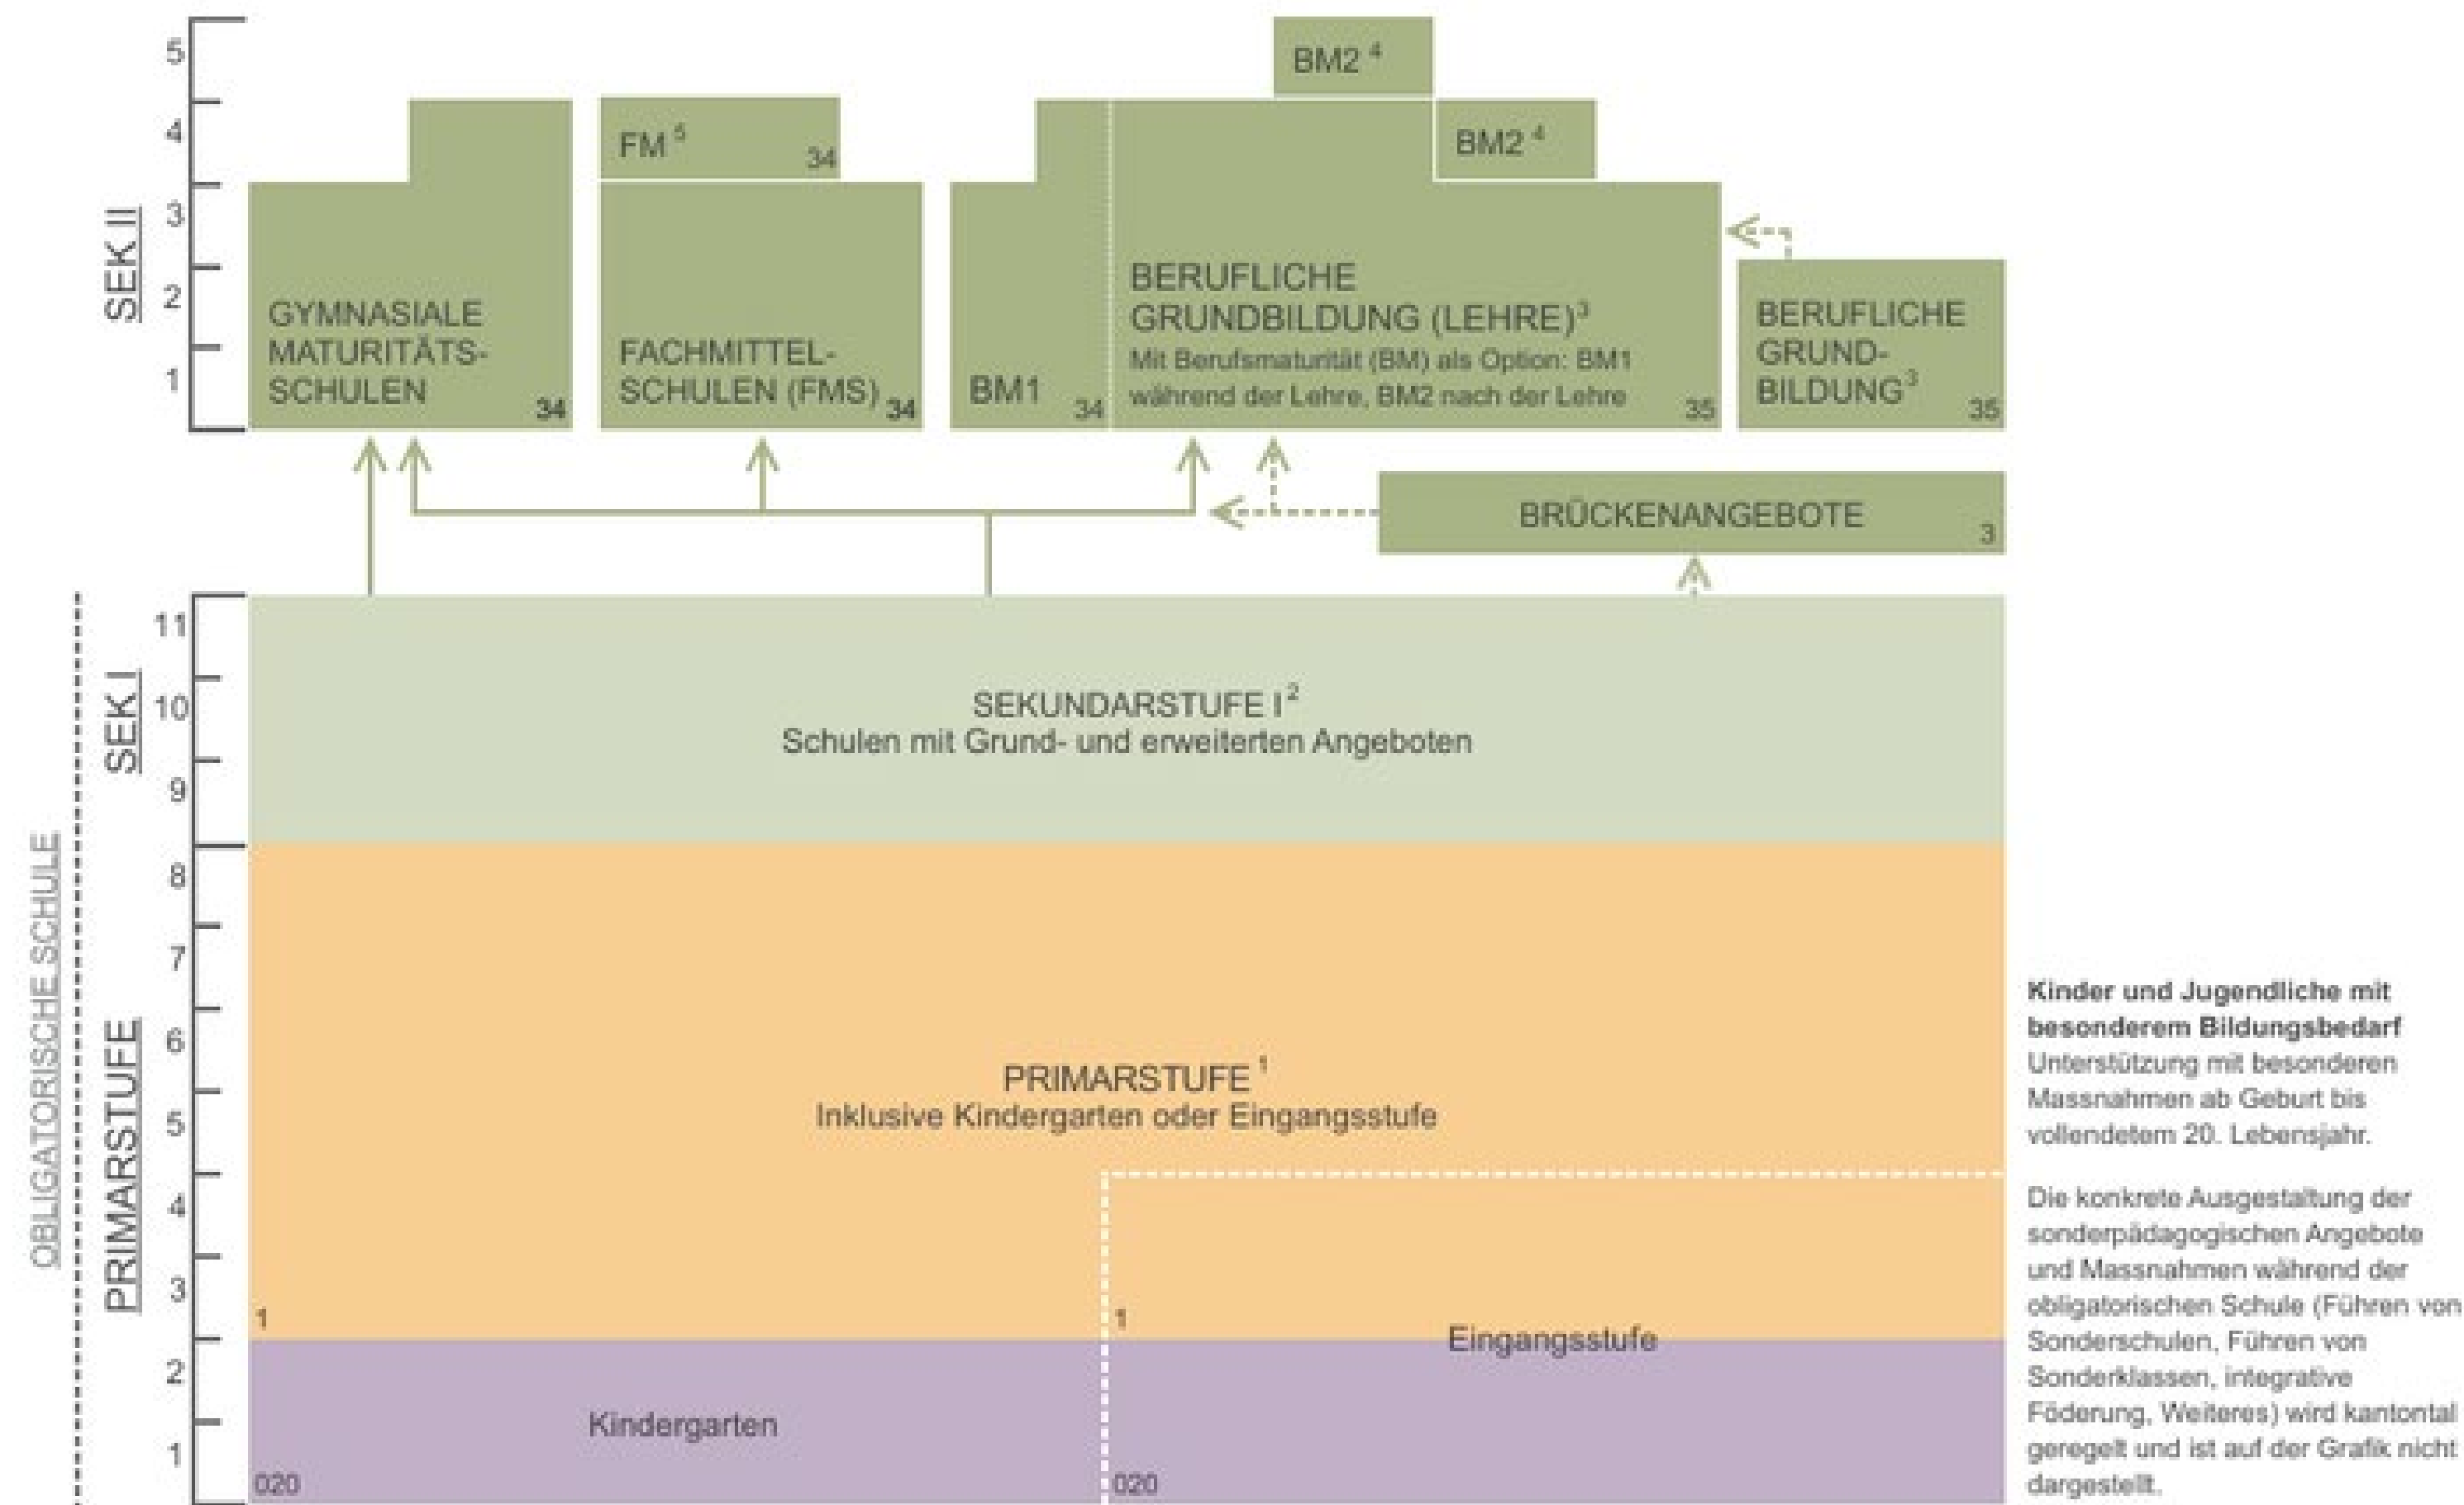 5
4
3
2
1
SEK II
BM2 4
FM 5
34
BM2 4
GYMNASIALE
MATURITÄTS-
SCHULEN
34
FACHMITTEL-
SCHULEN (FMS)
34
BM1
34
BERUFLICHE
GRUNDBILDUNG (LEHRE)3
Mit Berufsmaturität (BM) als Option: BM1
während der Lehre, BM2 nach der Lehre
35
BERUFLICHE
GRUND-
BILDUNG3
35
BRÜCKENANGEBOTE
3
OBLIGATORISCHE SCHULE
SEK I
11
10
9
SEKUNDARSTUFE I2
Schulen mit Grund- und erweiterten Angeboten
PRIMARSTUFE
8
7
6
5
4
3
2
1
PRIMARSTUFE 1
Inklusive Kindergarten oder Eingangsstufe
1
1
Eingangsstufe
Kindergarten
020
020
Kinder und Jugendliche mit
besonderem Bildungsbedarf
Unterstützung mit besonderen
Massnahmen ab Geburt bis
vollendetem 20. Lebensjahr.
Die konkrete Ausgestaltung der
sonderpädagogischen Angebote
und Massnahmen während der
obligatorischen Schule (Führen von
Sonderschulen, Führen von
Sonderklassen, integrative
Föderung, Weiteres) wird kantontal
geregelt und ist auf der Grafik nicht
dargestellt.